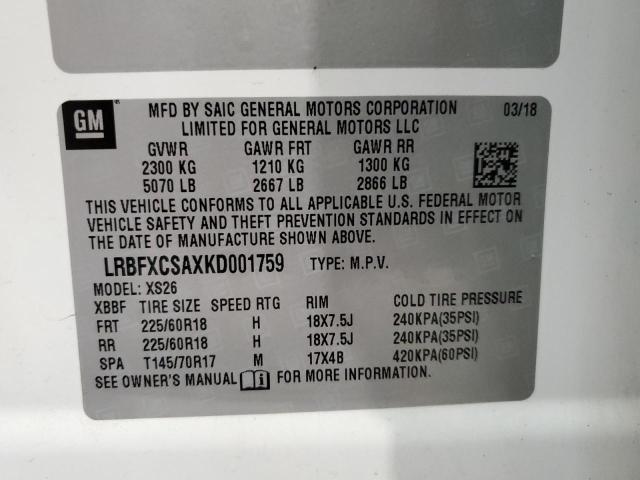 GM
MFD BY SAIC GENERAL MOTORS CORPORATION 03/18
LIMITED FOR GENERAL MOTORS LLC
GVWR GAWR FRT GAWR RR
2300 KG 1210 KG 1300 KG
5070 LB 2667 LB 2866 LB
THIS VEHICLE CONFORMS TO ALL APPLICABLE U.S. FEDERAL MOTOR
VEHICLE SAFETY AND THEFT PREVENTION STANDARDS IN EFFECT ON
THE DATE OF MANUFACTURE SHOWN ABOVE.
LRBFXCSAXKD001759 TYPE: M.P.V.
MODEL: XS26
XBBF TIRE SIZE SPEED RTG RIM COLD TIRE PRESSURE
FRT 225/60R18 H 18X7.5J 240KPA(35PSI)
RR 225/60R18 H 18X7.5J 240KPA(35PSI)
SPA T145/70R17 M 17X4B 420KPA(60PSI)
SEE OWNER'S MANUAL FOR MORE INFORMATION.